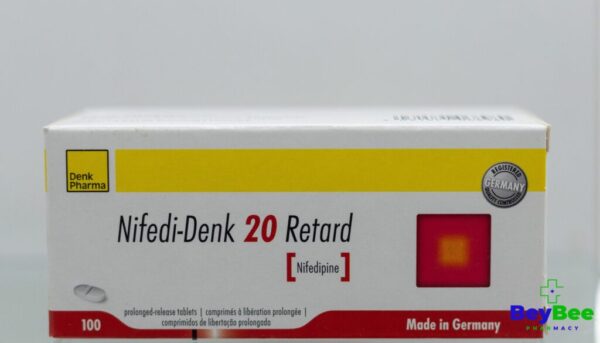 Denk
Pharma
REGISTERED
GERMANY
Nifedi-Denk 20 Retard
[Nifedipine]
prolonged-release tablets | comprimés à libération prolongée |
comprimidos de libertação prolongado
100
Made in Germany
BeyBee
PHARMACY